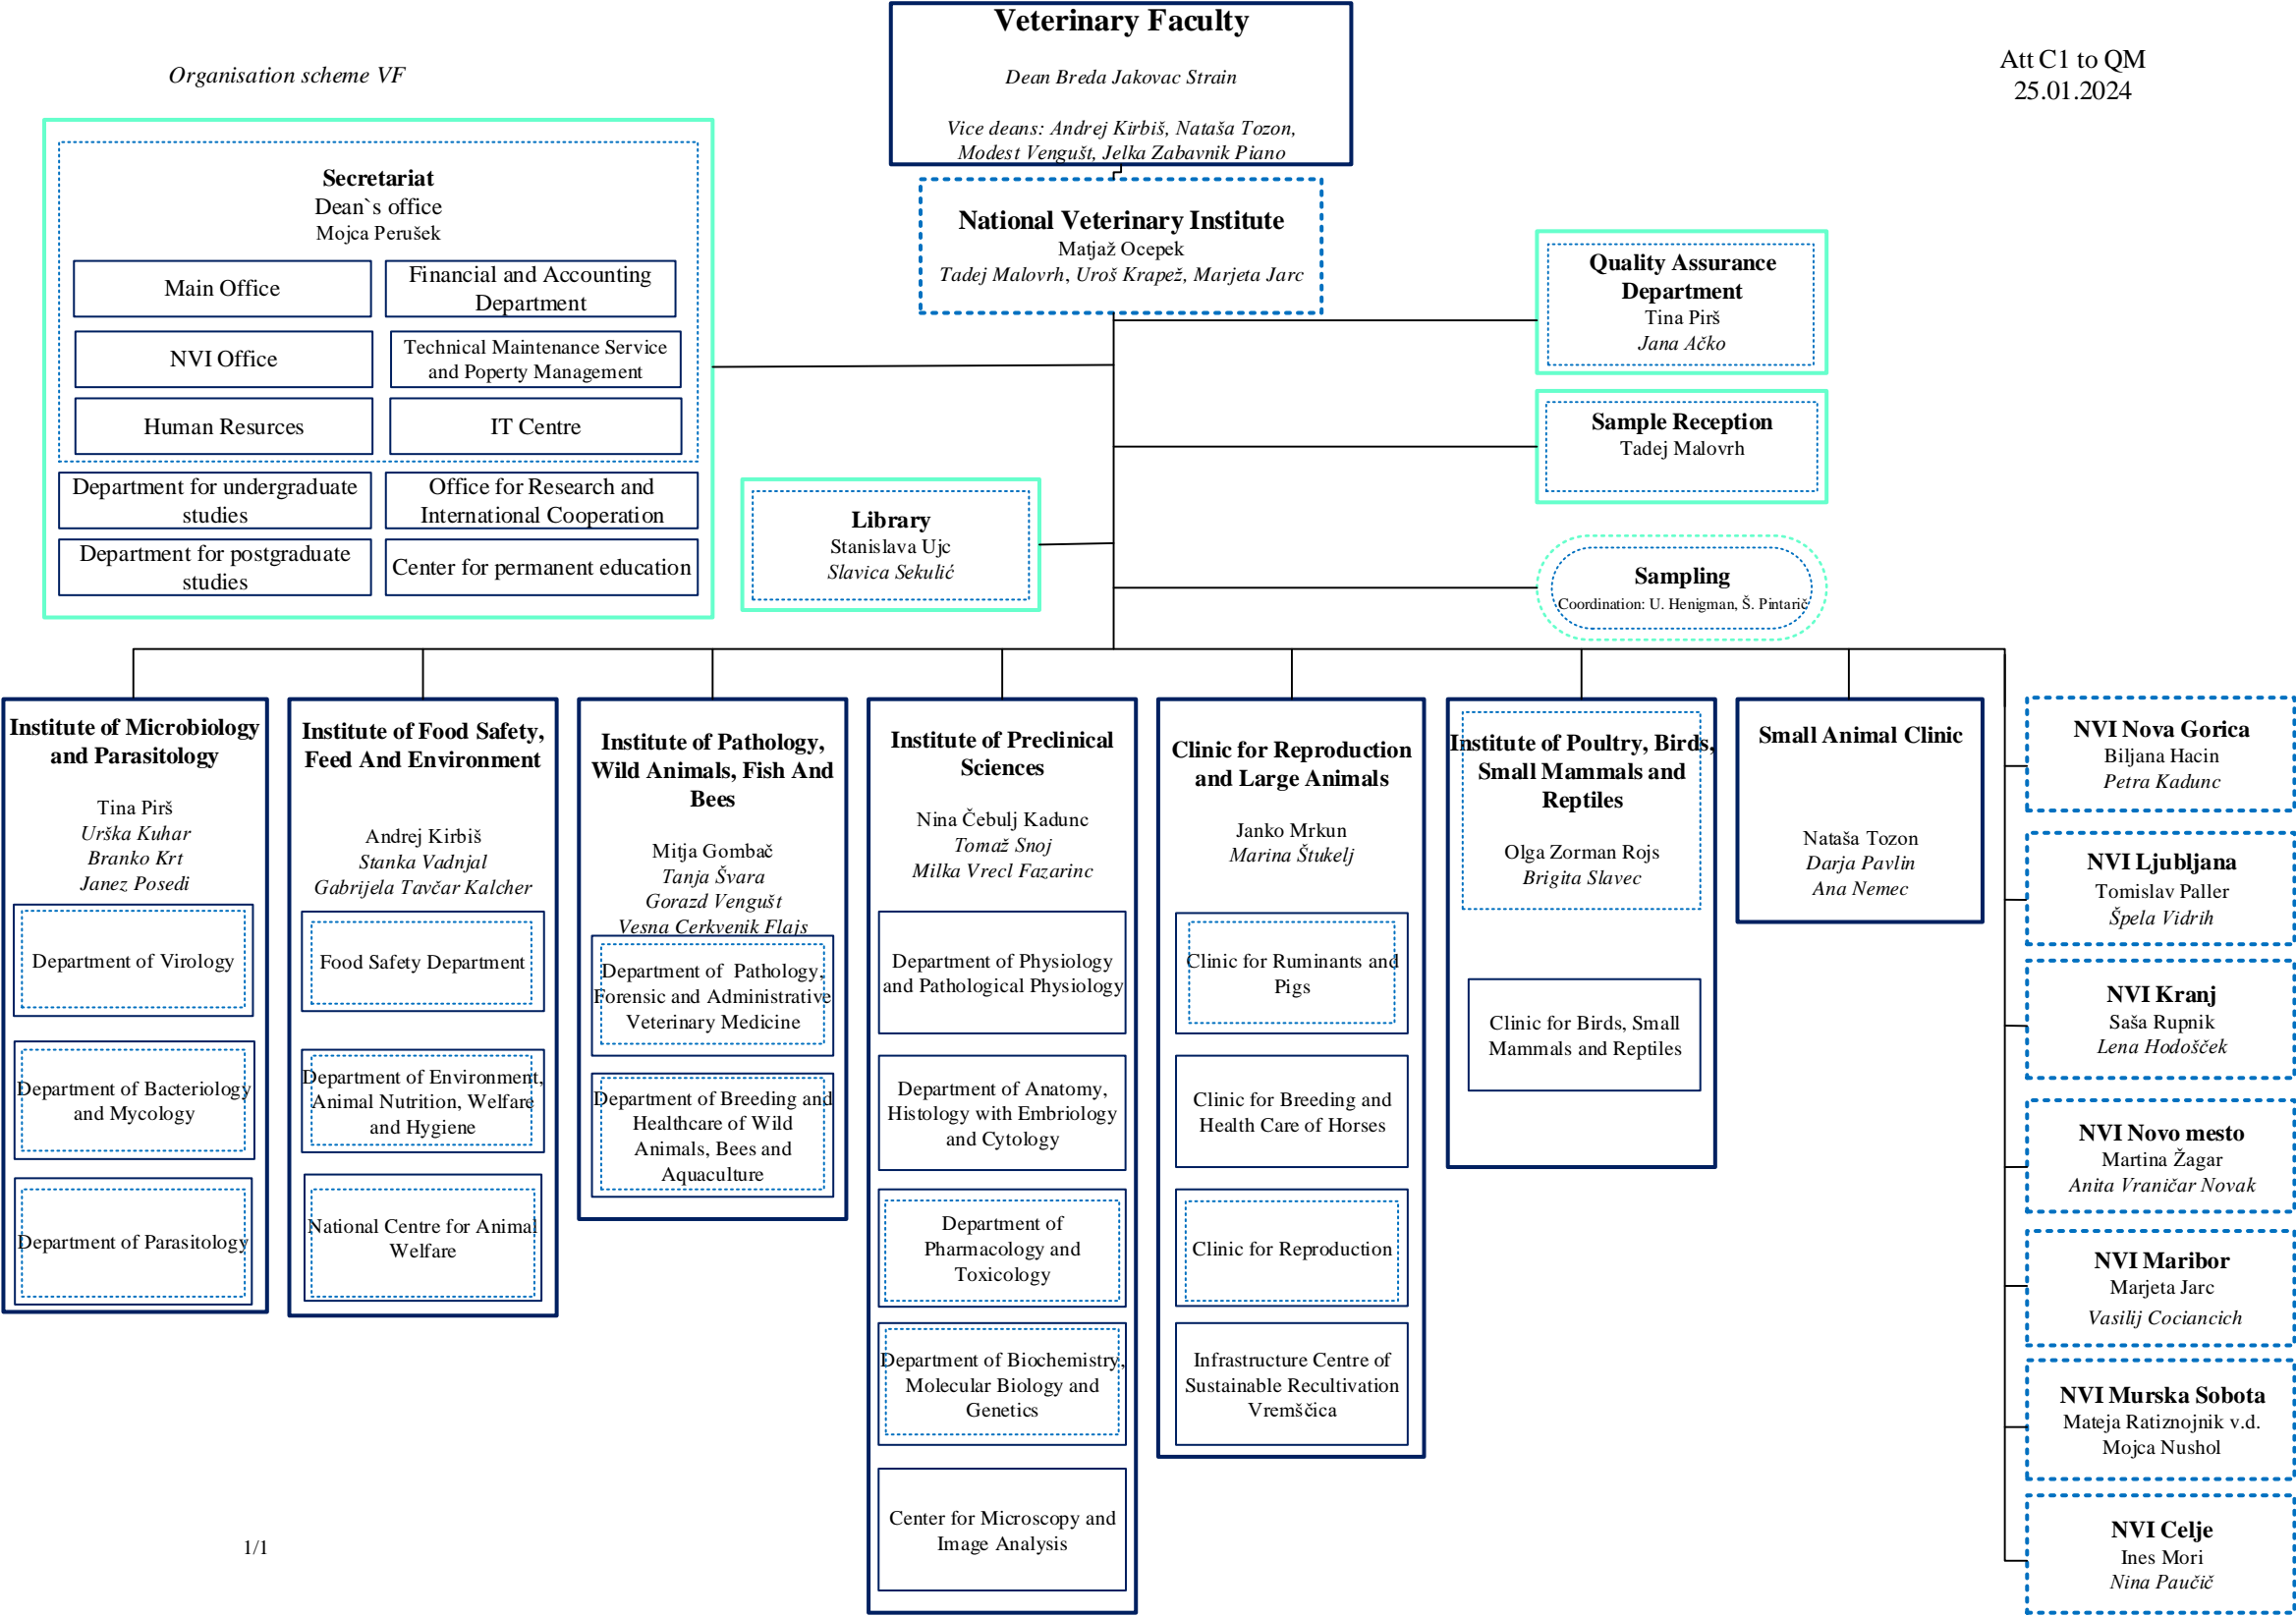 Veterinary Faculty
Dean Breda Jakovac Strain
Vice deans: Andrej Kirbiš, Nataša Tozon,
Modest Vengušt, Jelka Zabavnik Piano
Organisation scheme VF
Att C1 to QM
25.01.2024
National Veterinary Institute
Matjaž Ocepek
Tadej Malovrh, Uroš Krapež, Marjeta Jarc
Secretariat
Dean`s office
Mojca Perušek
Main Office
Financial and Accounting
Department
NVI Office
Technical Maintenance Service
and Poperty Management
Human Resurces
IT Centre
Department for undergraduate
studies
Office for Research and
International Cooperation
Department for postgraduate
studies
Center for permanent education
Library
Stanislava Ujc
Slavica Sekulić
Quality Assurance
Department
Tina Pirš
Jana Ačko
Sample Reception
Tadej Malovrh
Sampling
Coordination: U. Henigman, Š. Pintarič
Institute of Microbiology
and Parasitology
Tina Pirš
Urška Kuhar
Branko Krt
Janez Posedi
Department of Virology
Department of Bacteriology
and Mycology
Department of Parasitology
Institute of Food Safety,
Feed And Environment
Andrej Kirbiš
Stanka Vadnjal
Gabrijela Tavčar Kalcher
Food Safety Department
Department of Environment,
Animal Nutrition, Welfare
and Hygiene
National Centre for Animal
Welfare
Institute of Pathology,
Wild Animals, Fish And
Bees
Mitja Gombač
Tanja Švara
Gorazd Vengušt
Vesna Cerkvenik Flajs
Department of Pathology,
Forensic and Administrative
Veterinary Medicine
Department of Breeding and
Healthcare of Wild
Animals, Bees and
Aquaculture
Institute of Preclinical
Sciences
Nina Čebulj Kadunc
Tomaž Snoj
Milka Vrecl Fazarinc
Department of Physiology
and Pathological Physiology
Department of Anatomy,
Histology with Embriology
and Cytology
Department of
Pharmacology and
Toxicology
Department of Biochemistry,
Molecular Biology and
Genetics
Center for Microscopy and
Image Analysis
Clinic for Reproduction
and Large Animals
Janko Mrkun
Marina Štukelj
Clinic for Ruminants and
Pigs
Clinic for Breeding and
Health Care of Horses
Clinic for Reproduction
Infrastructure Centre of
Sustainable Recultivation
Vremščica
Institute of Poultry, Birds,
Small Mammals and
Reptiles
Olga Zorman Rojs
Brigita Slavec
Clinic for Birds, Small
Mammals and Reptiles
Small Animal Clinic
Nataša Tozon
Darja Pavlin
Ana Nemec
NVI Nova Gorica
Biljana Hacin
Petra Kadunc
NVI Ljubljana
Tomislav Paller
Špela Vidrih
NVI Kranj
Saša Rupnik
Lena Hodošček
NVI Novo mesto
Martina Žagar
Anita Vraničar Novak
NVI Maribor
Marjeta Jarc
Vasilij Cociancich
NVI Murska Sobota
Mateja Ratiznojnik v.d.
Mojca Nushol
NVI Celje
Ines Mori
Nina Paučič
1/1